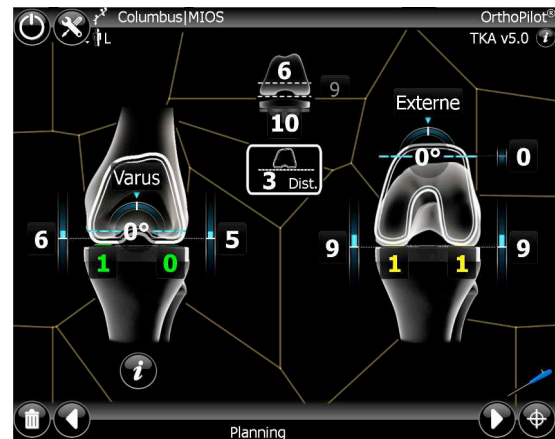 Columbus|MIOS
OrthoPilot®
L
TKA v5.0 i
6
9
10
3 Dist.
Externe
0°
0
Varus
0°
6
5
1
0
9
9
1
1
i
Planning